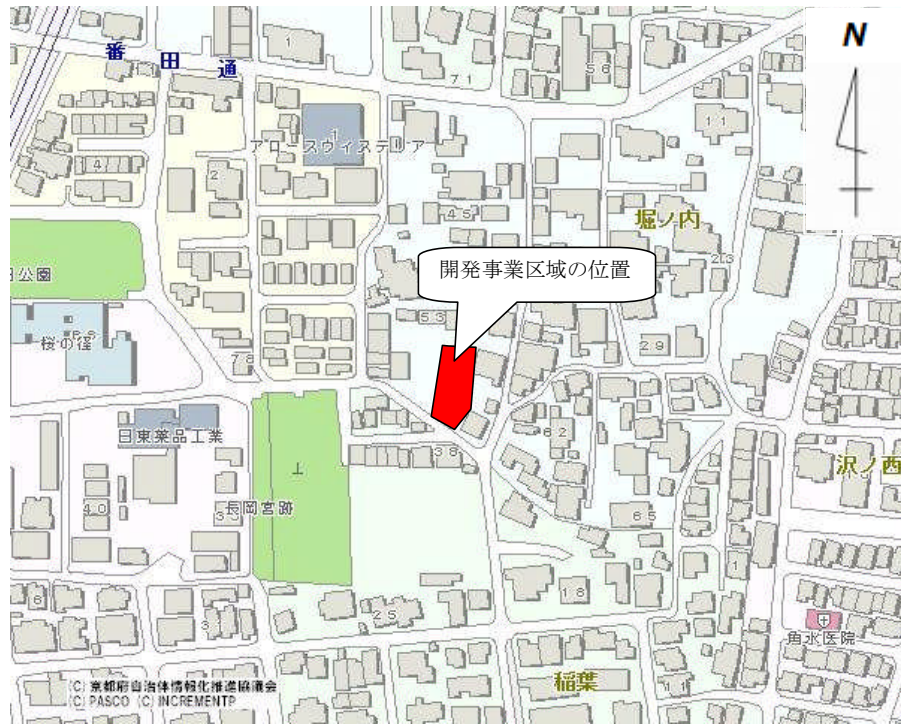 N
番田通
1
71
56
11
アロースウィステリア
1
14
2
45
堀ノ内
23
開発事業区域の位置
53
29
桜の径
78
日東薬品工業
38
62
沢ノ西
長岡宮跡
40
65
6
25
18
1
角水医院
稲葉
11
(C) 京都府自治体情報化推進協議会
(C) PASCO (C) INCREMENTP